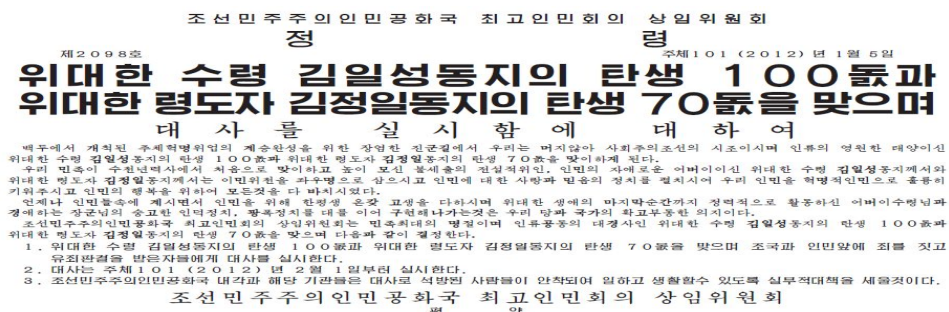 조선민주주의인민공화국 최고인민회의 상임위원회
정 령
제2098호 주체101 (2012) 년 1월 5일
위대한 수령 김일성동지의 탄생 100돐과
위대한 령도자 김정일동지의 탄생 70돐을 맞으며
대 사 를 실 시 함 에 대 하 여
백두에서 개척된 주체혁명위업의 계승완성을 위한 장엄한 진군길에서 우리는 머지않아 사회주의조선의 시조이시며 인류의 영원한 태양이신
위대한 수령 김일성동지의 탄생 100돐과 위대한 령도자 김정일동지의 탄생 70돐을 맞이하게 된다.
우리 민족이 수천년력사에서 처음으로 맞이하고 높이 모신 불세출의 전설적위인, 인민의 자애로운 어버이이신 위대한 수령 김일성동지께서와
위대한 령도자 김정일동지께서는 이민위천을 좌우명으로 삼으시고 인민에 대한 사랑과 믿음의 정치를 펼치시여 우리 인민을 혁명적인민으로 훌륭히
키워주시고 인민의 행복을 위하여 모든것을 다 바치시였다.
언제나 인민들속에 계시면서 인민을 위해 한평생 온갖 고생을 다하시며 위대한 생애의 마지막순간까지 정력적으로 활동하신 어버이수령님과
경애하는 장군님의 숭고한 인덕정치, 광폭정치를 대를 이어 구현해나가는것은 우리 당과 국가의 확고부동한 의지이다.
조선민주주의인민공화국 최고인민회의 상임위원회는 민족최대의 명절이며 인류공동의 대경사인 위대한 수령 김일성동지의 탄생 100돐과
위대한 령도자 김정일동지의 탄생 70돐을 맞으며 다음과 같이 결정한다.
1. 위대한 수령 김일성동지의 탄생 100돐과 위대한 령도자 김정일동지의 탄생 70돐을 맞으며 조국과 인민앞에 죄를 짓고
유죄판결을 받은자들에게 대사를 실시한다.
2. 대사는 주체101 (2012) 년 2월 1일부터 실시한다.
3. 조선민주주의인민공화국 내각과 해당 기관들은 대사로 석방된 사람들이 안착되여 일하고 생활할수 있도록 실무적대책을 세울것이다.
조선민주주의인민공화국 최고인민회의 상임위원회
평 양